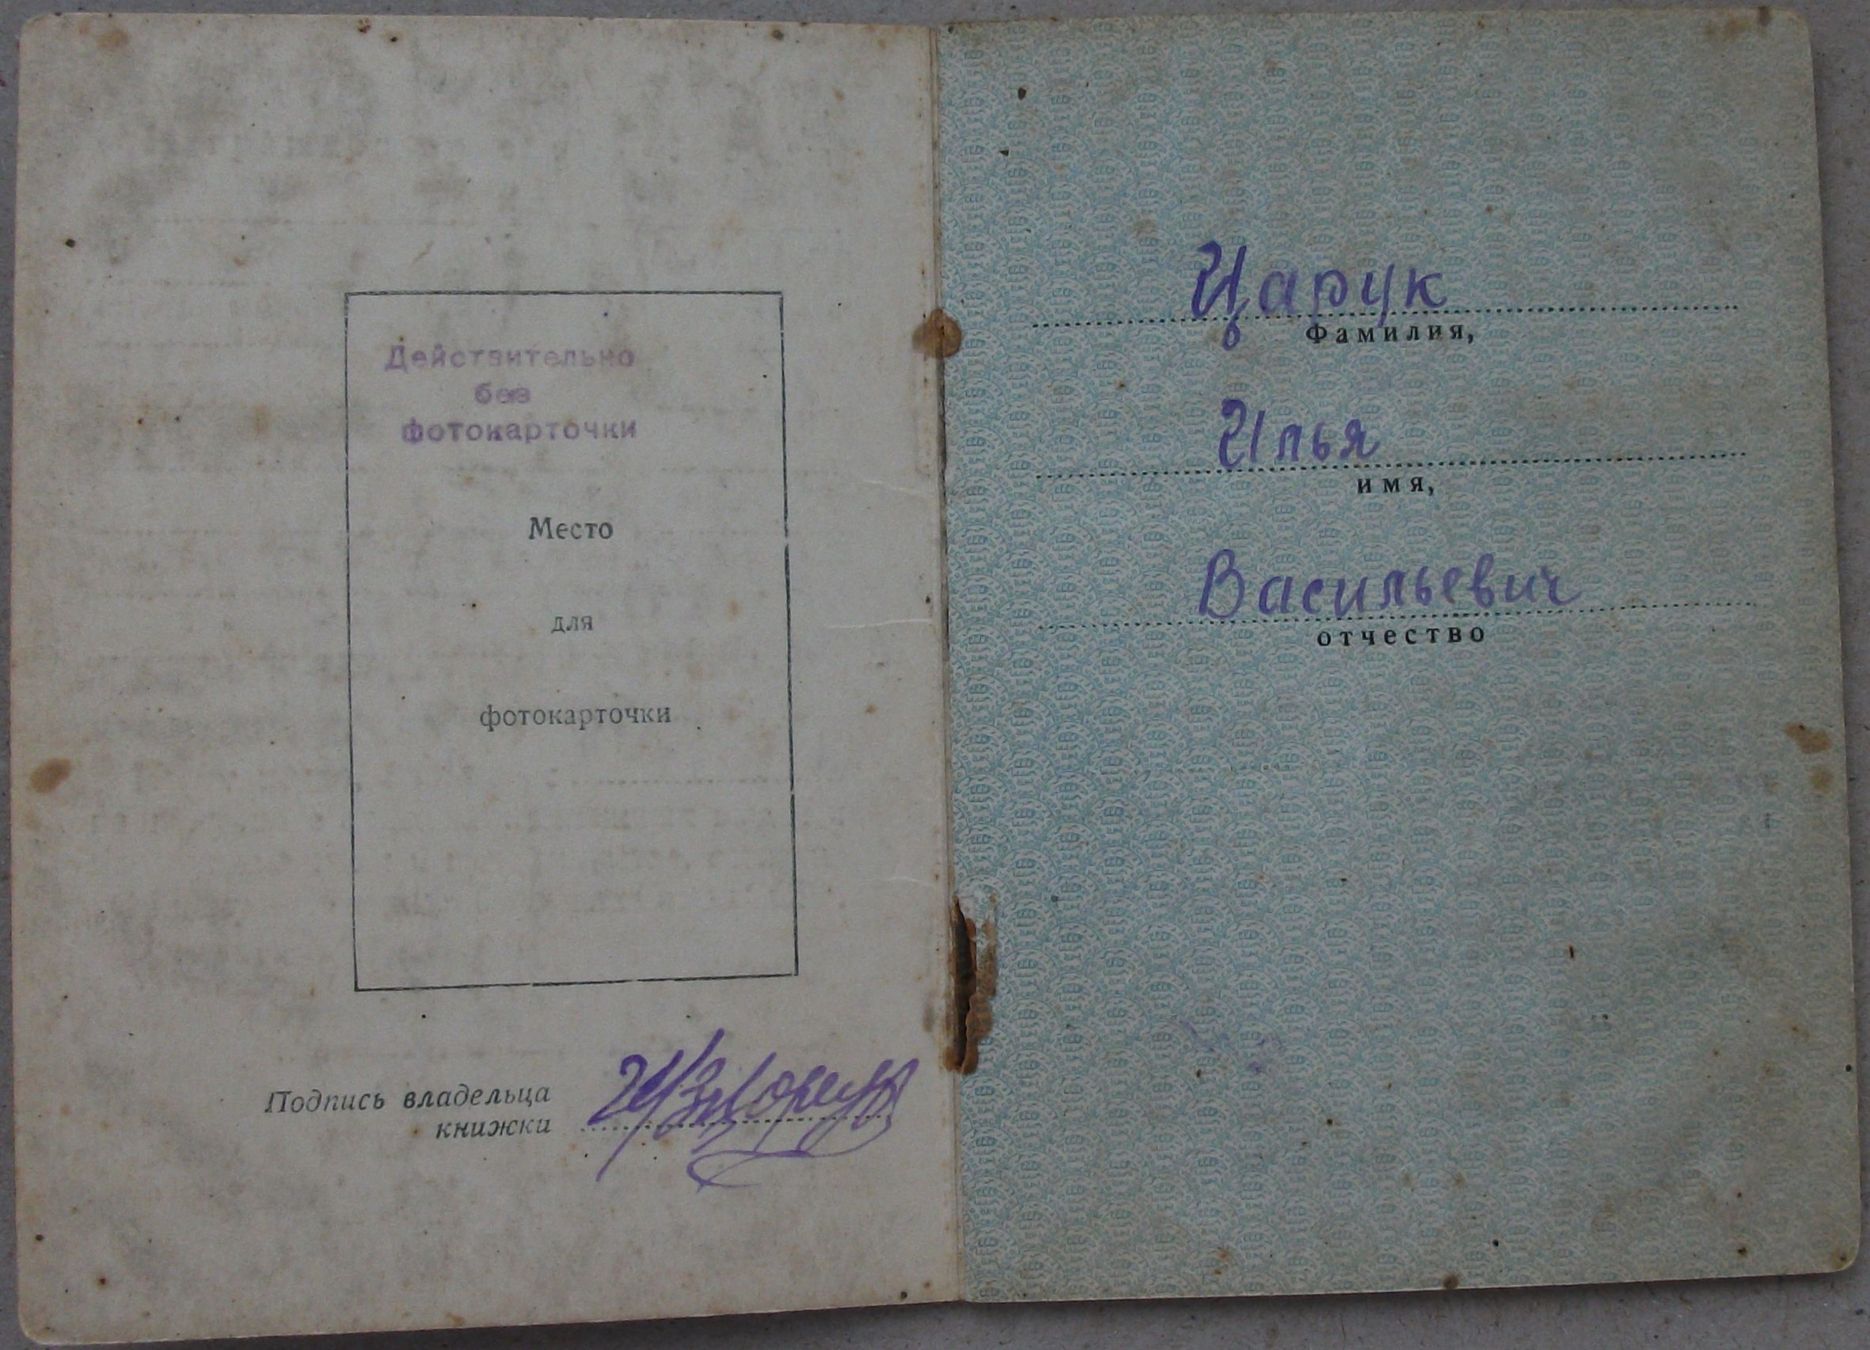 Действительно
без
фотокарточки
Место
для
фотокарточки
Подпись владельца
книжки
Царук
Фамилия,
Илья
имя,
Васильевич
отчество